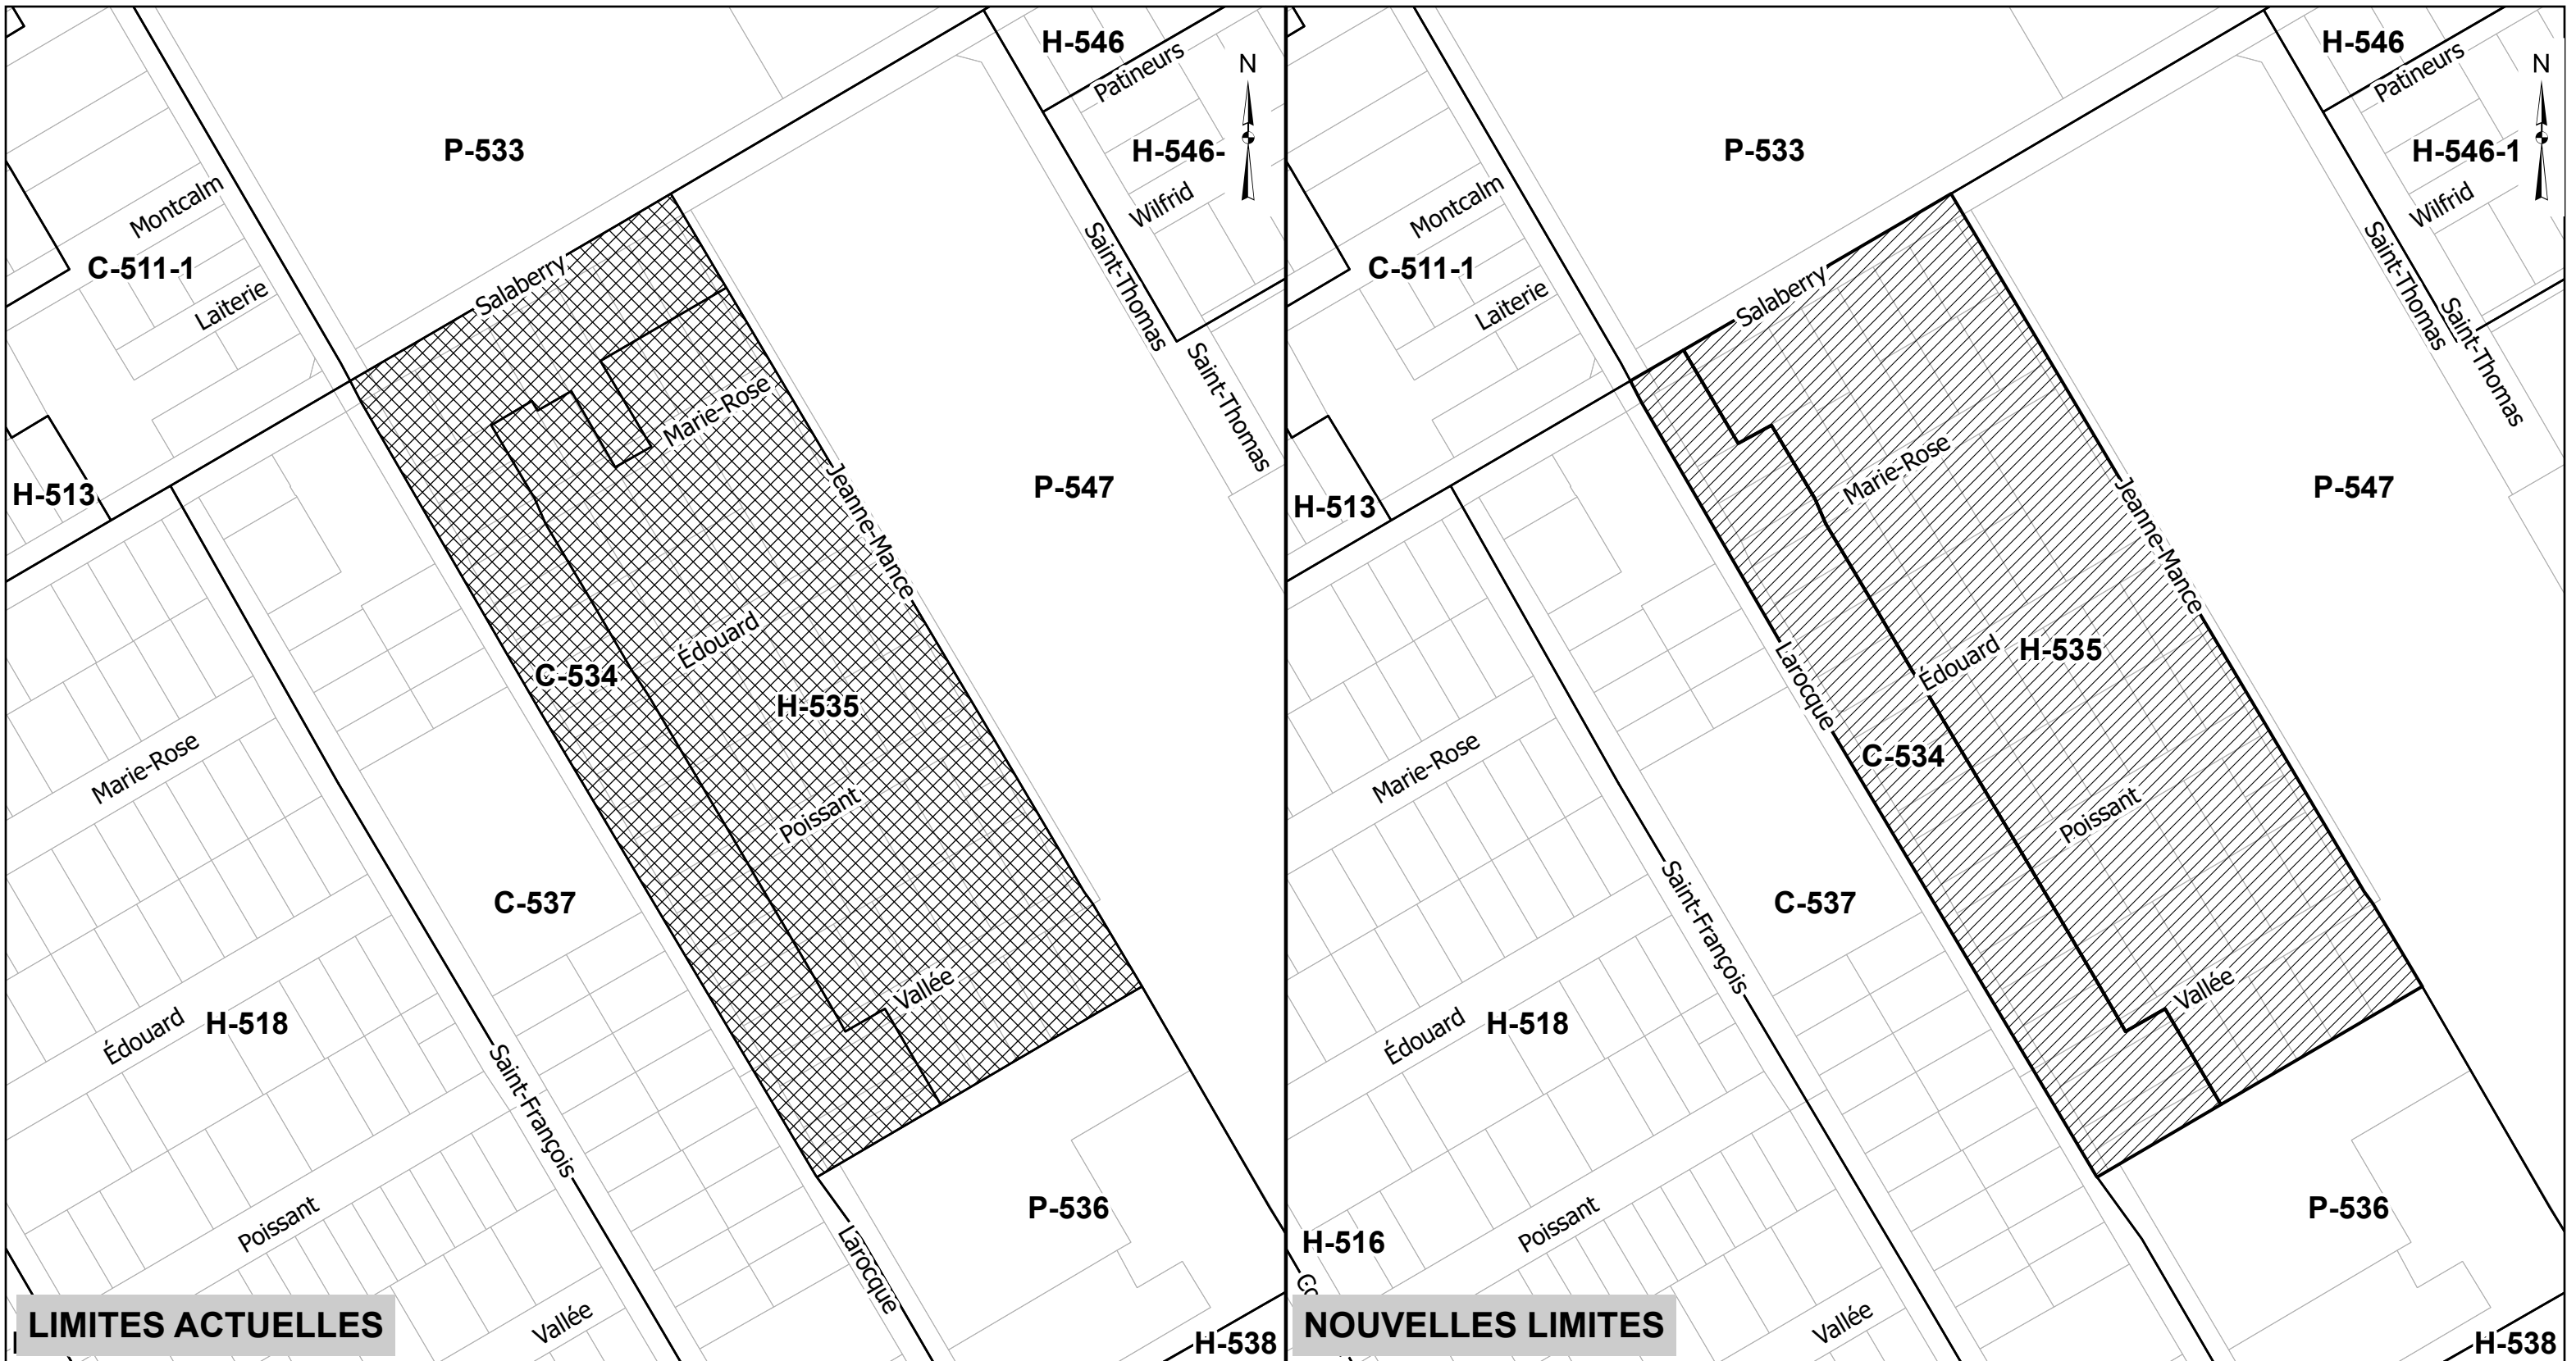 H-546
Patineurs
N
P-533
H-546-
Montcalm
Wilfrid
C-511-1
Salaberry
Saint-Thomas
Laiterie
Saint-Thomas
Marie-Rose
H-513
P-547
Jeanne-Mance
Édouard
C-534
H-535
Marie-Rose
Poissant
C-537
Vallée
H-518
Édouard
Saint-François
P-536
Poissant
Larocque
Vallée
H-538
LIMITES ACTUELLES
H-546
Patineurs
N
P-533
H-546-1
Montcalm
Wilfrid
C-511-1
Salaberry
Saint-Thomas
Laiterie
Saint-Thomas
Marie-Rose
H-513
P-547
Jeanne-Mance
Édouard
H-535
Larocque
C-534
Marie-Rose
Poissant
Saint-François
C-537
Vallée
H-518
Édouard
P-536
H-516
Poissant
Vallée
H-538
NOUVELLES LIMITES